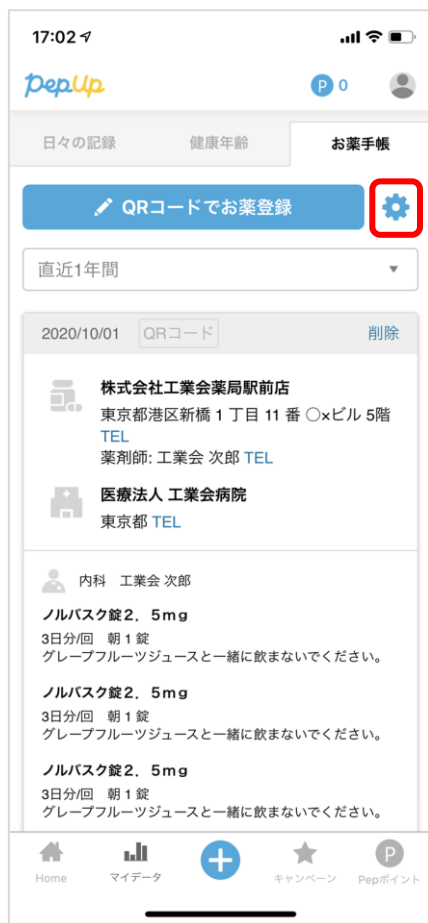 17:02
PepUp
P 0
日々の記録 健康年齢 お薬手帳
QRコードでお薬登録
直近1年間
2020/10/01 QRコード 削除
株式会社工業会薬局駅前店
東京都港区新橋 1 丁目 11 番 ○×ビル 5階
TEL
薬剤師: 工業会 次郎 TEL
医療法人 工業会病院
東京都 TEL
内科 工業会 次郎
ノルバスク錠2．5mg
3日分/回 朝 1 錠
グレープフルーツジュースと一緒に飲まないでください。
ノルバスク錠2．5mg
3日分/回 朝 1 錠
グレープフルーツジュースと一緒に飲まないでください。
ノルバスク錠2．5mg
3日分/回 朝 1 錠
グレープフルーツジュースと一緒に飲まないでください。
P
Home マイデータ キャンペーン Pepポイント